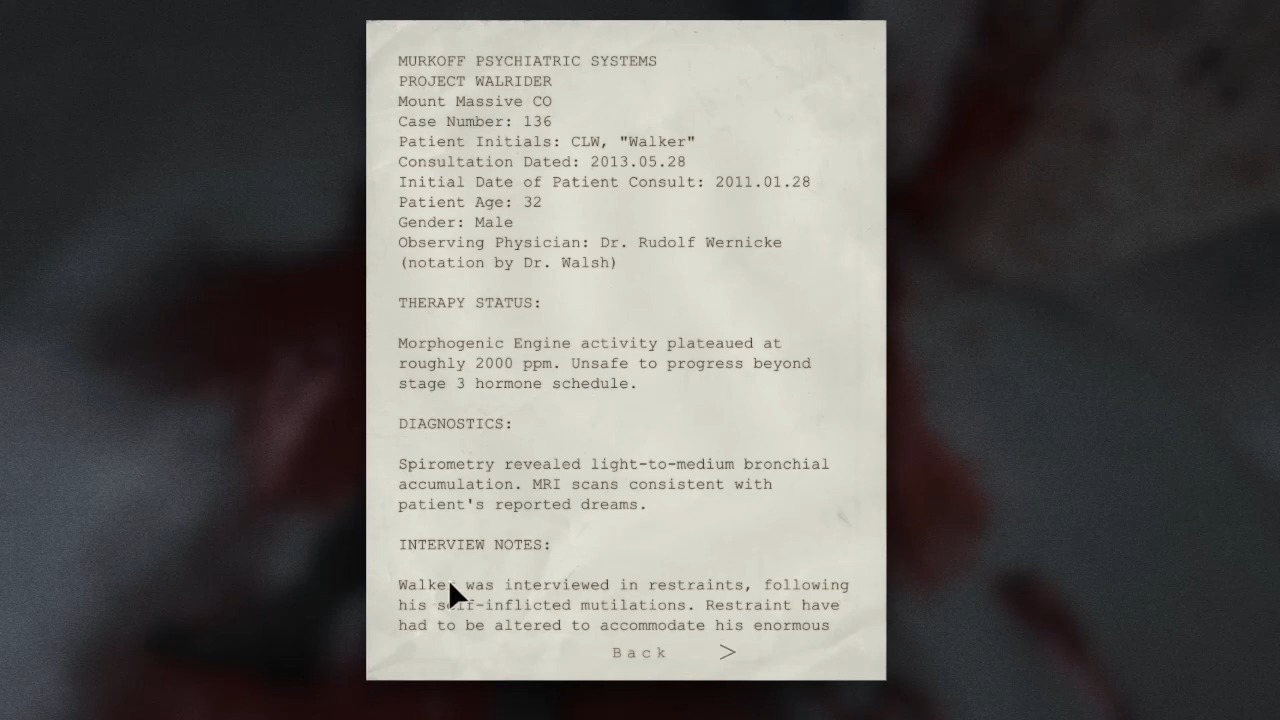 MURKOFF PSYCHIATRIC SYSTEMS
PROJECT WALRIDER
Mount Massive CO
Case Number: 136
Patient Initials: CLW, "Walker"
Consultation Dated: 2013.05.28
Initial Date of Patient Consult: 2011.01.28
Patient Age: 32
Gender: Male
Observing Physician: Dr. Rudolf Wernicke
(notation by Dr. Walsh)
THERAPY STATUS:
Morphogenic Engine activity plateaued at
roughly 2000 ppm. Unsafe to progress beyond
stage 3 hormone schedule.
DIAGNOSTICS:
Spirometry revealed light-to-medium bronchial
accumulation. MRI scans consistent with
patient's reported dreams.
INTERVIEW NOTES:
Walker was interviewed in restraints, following
his self-inflicted mutilations. Restraint have
had to be altered to accommodate his enormous
Back >